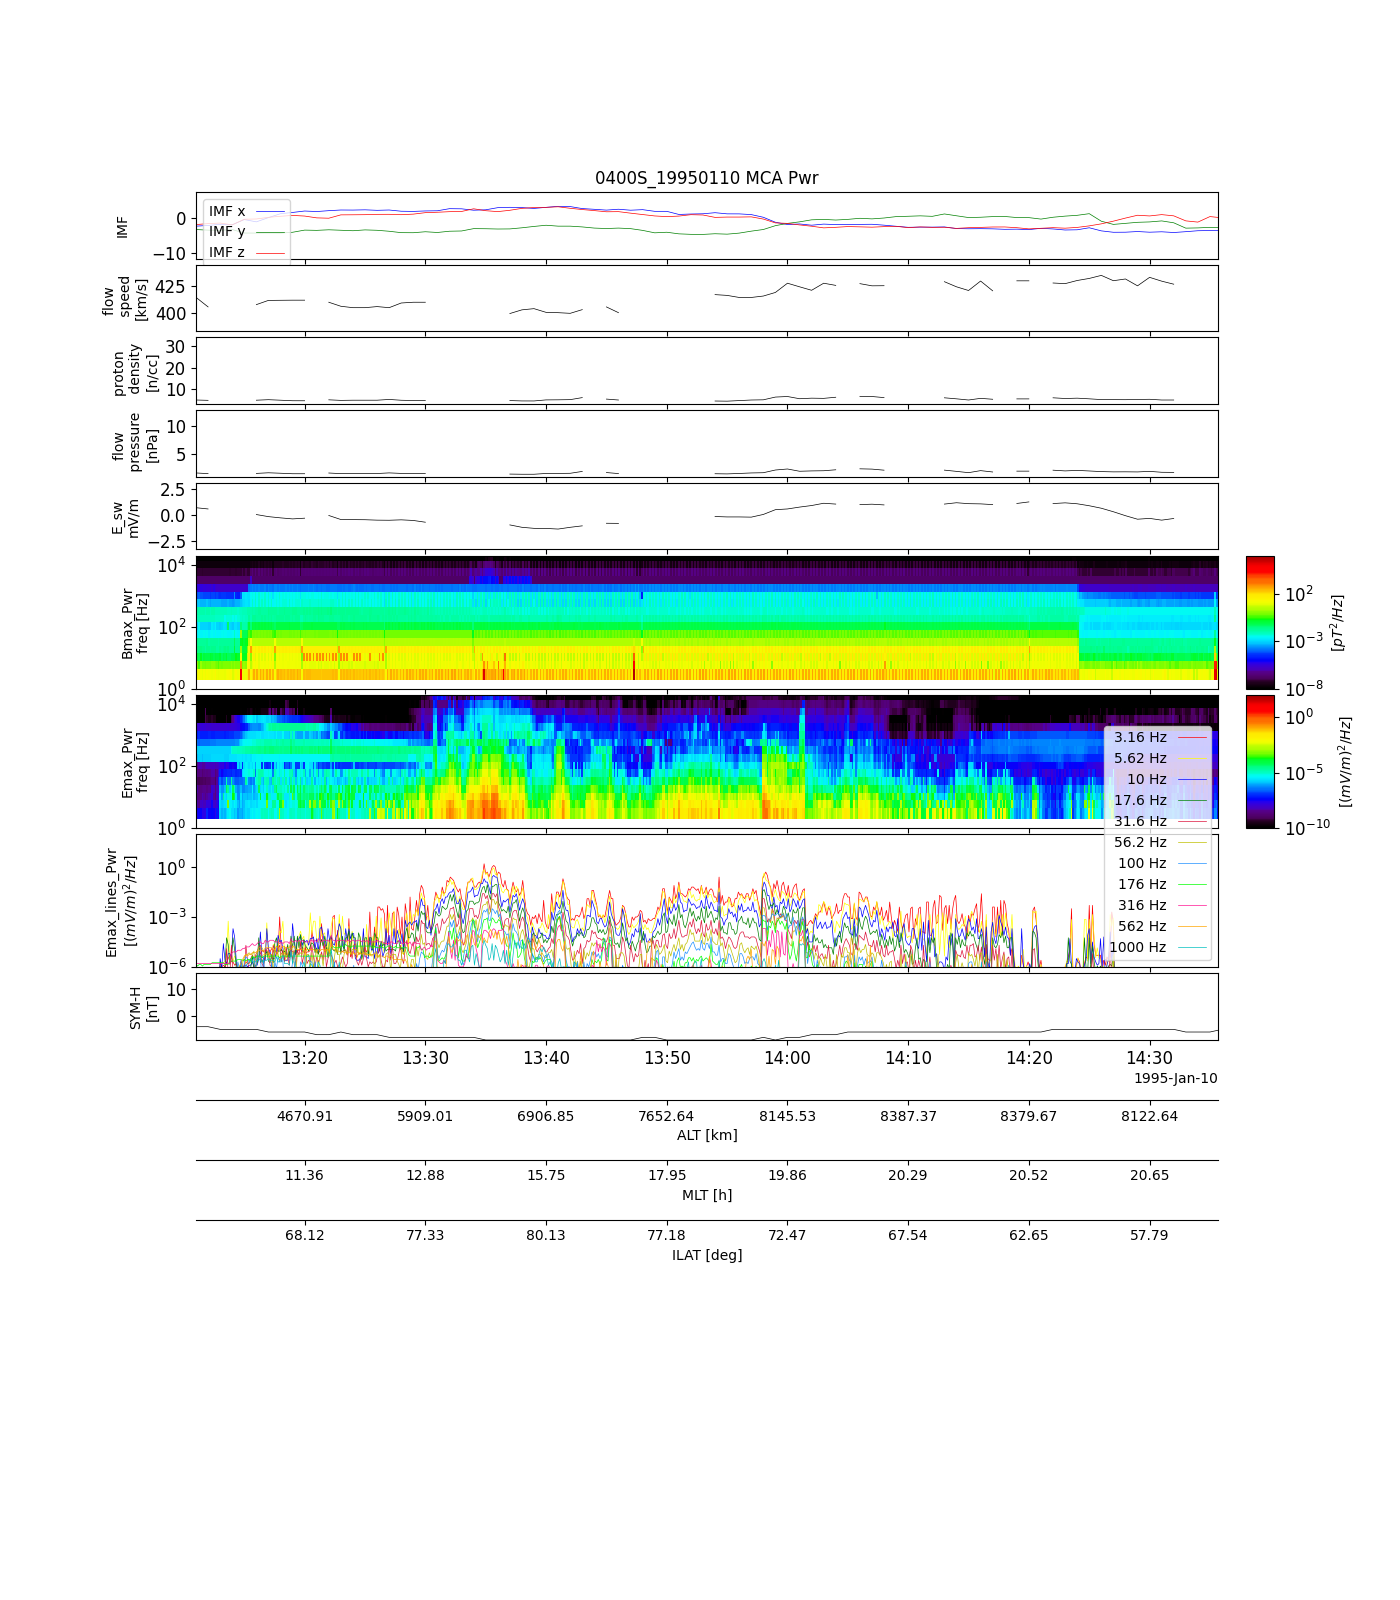 0400S_19950110 MCA Pwr
IMF
0
−10
IMF x
IMF y
IMF z
flow
speed
[km/s]
425
400
proton
density
[n/cc]
30
20
10
flow
pressure
[nPa]
10
5
E_sw
mV/m
2.5
0.0
−2.5
Bmax_Pwr
freq [Hz]
10^4
10^2
10^0
10^2
10^−3
10^−8
[pT^2/Hz]
Emax_Pwr
freq [Hz]
10^4
10^2
10^0
10^0
10^−5
10^−10
[(mV/m)^2/Hz]
3.16 Hz
5.62 Hz
10 Hz
17.6 Hz
31.6 Hz
56.2 Hz
100 Hz
176 Hz
316 Hz
562 Hz
1000 Hz
Emax_lines_Pwr
[(mV/m)^2/Hz]
10^0
10^−3
10^−6
SYM-H
[nT]
10
0
13:20 13:30 13:40 13:50 14:00 14:10 14:20 14:30
1995-Jan-10
4670.91 5909.01 6906.85 7652.64 8145.53 8387.37 8379.67 8122.64
ALT [km]
11.36 12.88 15.75 17.95 19.86 20.29 20.52 20.65
MLT [h]
68.12 77.33 80.13 77.18 72.47 67.54 62.65 57.79
ILAT [deg]